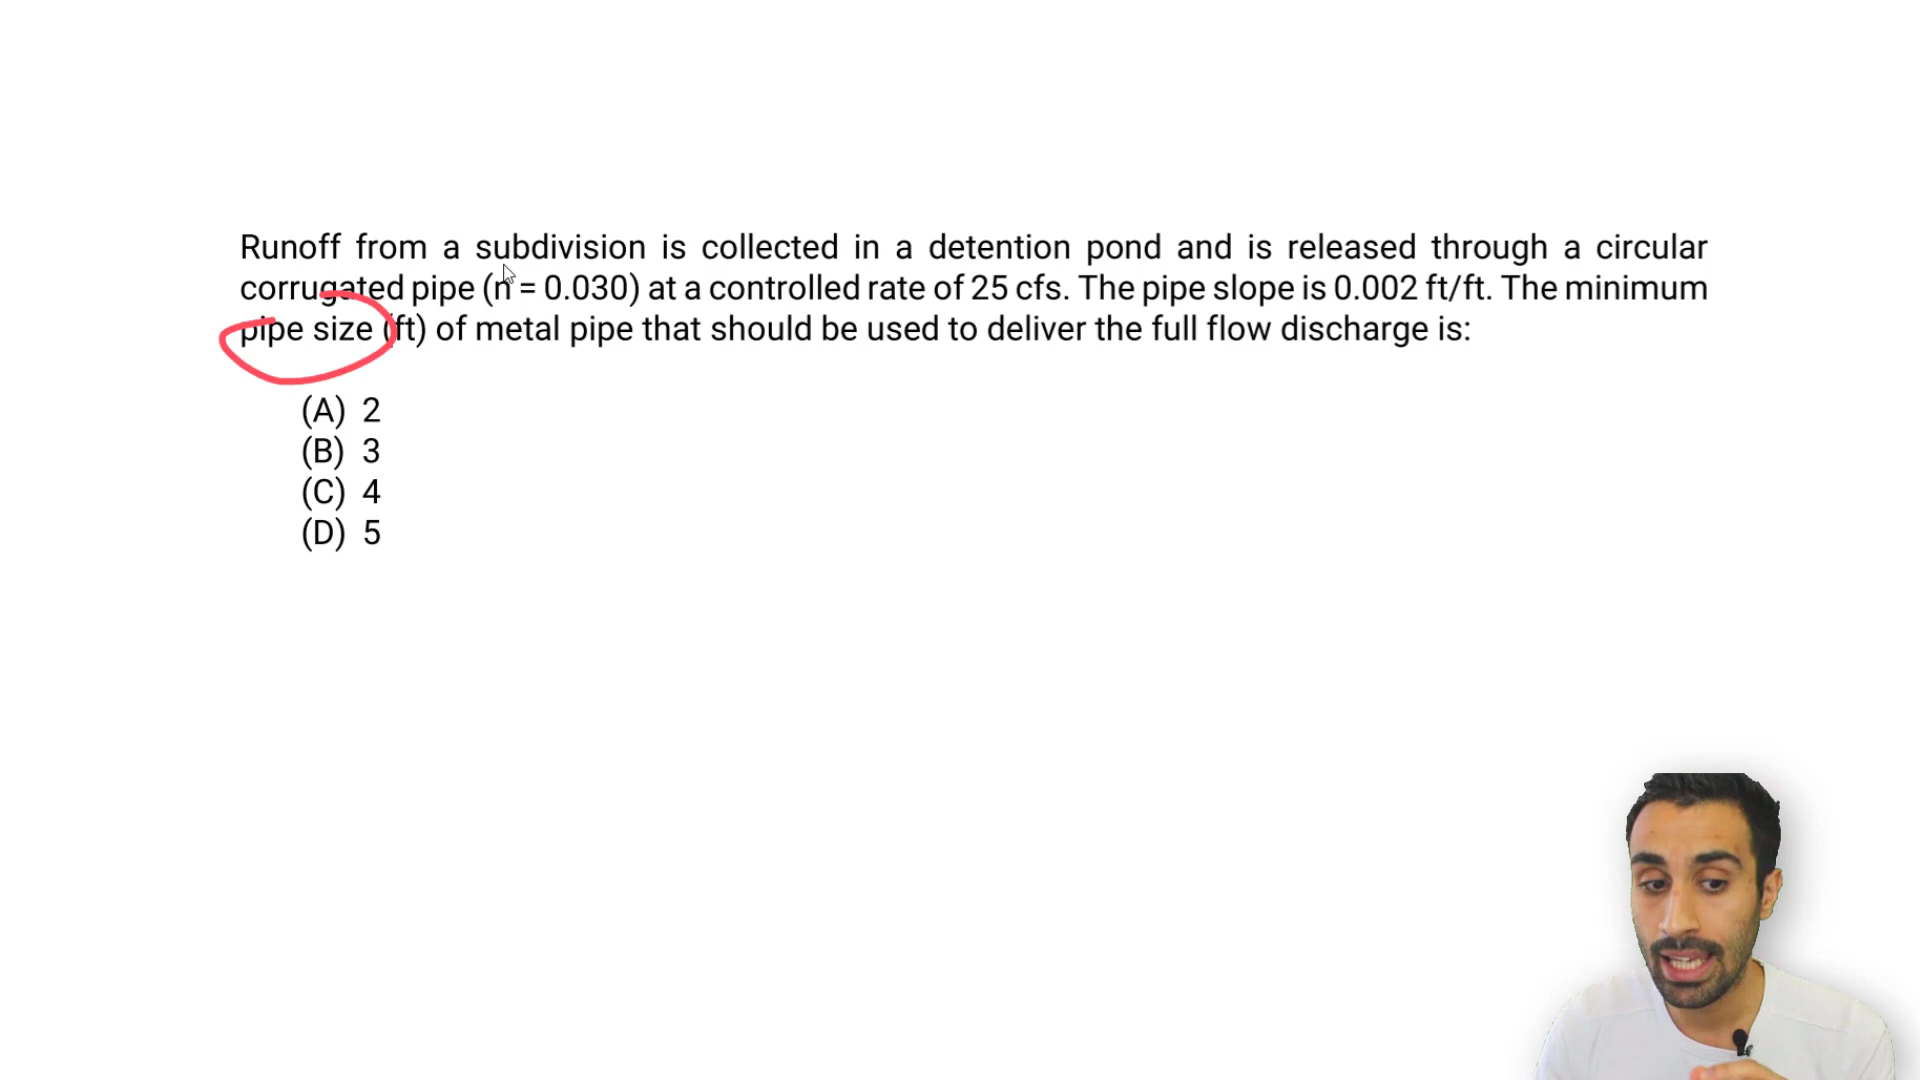 Runoff from a subdivision is collected in a detention pond and is released through a circular
corrugated pipe (n = 0.030) at a controlled rate of 25 cfs. The pipe slope is 0.002 ft/ft. The minimum
pipe size (ft) of metal pipe that should be used to deliver the full flow discharge is:
(A) 2
(B) 3
(C) 4
(D) 5